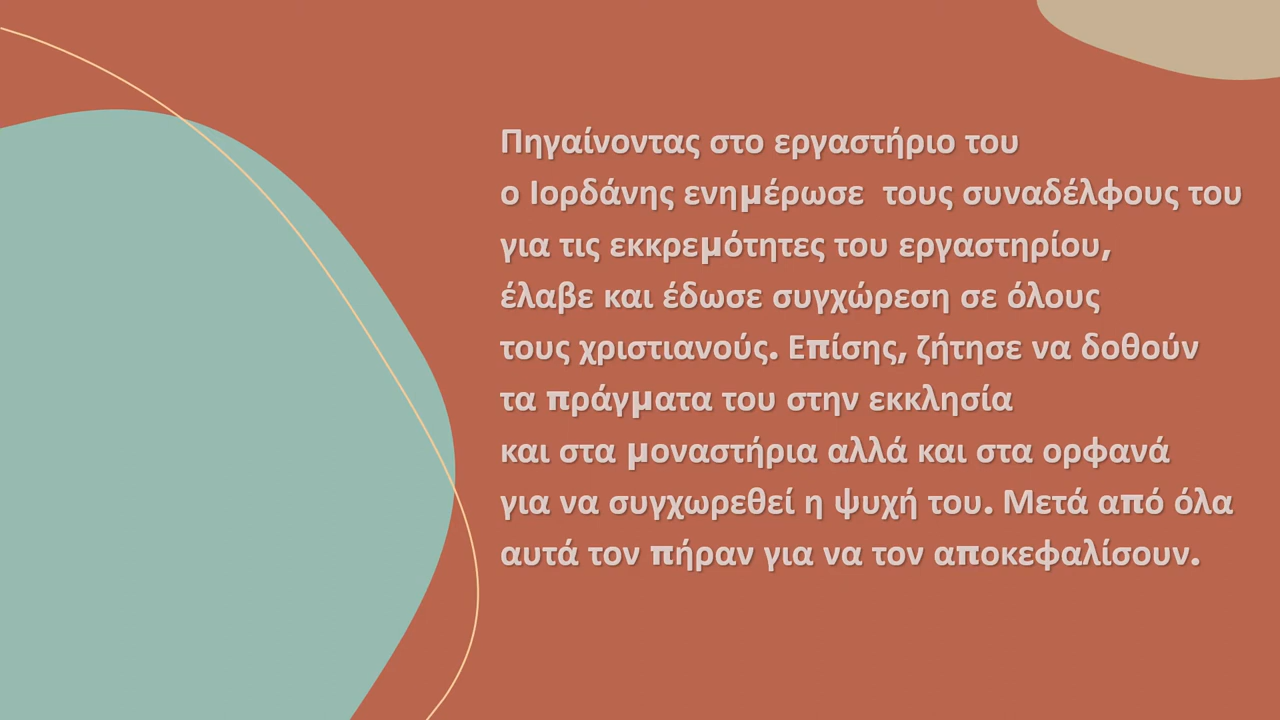 Πηγαίνοντας στο εργαστήριο του
ο Ιορδάνης ενημέρωσε  τους συναδέλφους του
για τις εκκρεμότητες του εργαστηρίου,
έλαβε και έδωσε συγχώρεση σε όλους
τους χριστιανούς. Επίσης, ζήτησε να δοθούν
τα πράγματα του στην εκκλησία
και στα μοναστήρια αλλά και στα ορφανά
για να συγχωρεθεί η ψυχή του. Μετά από όλα
αυτά τον πήραν για να τον αποκεφαλίσουν.